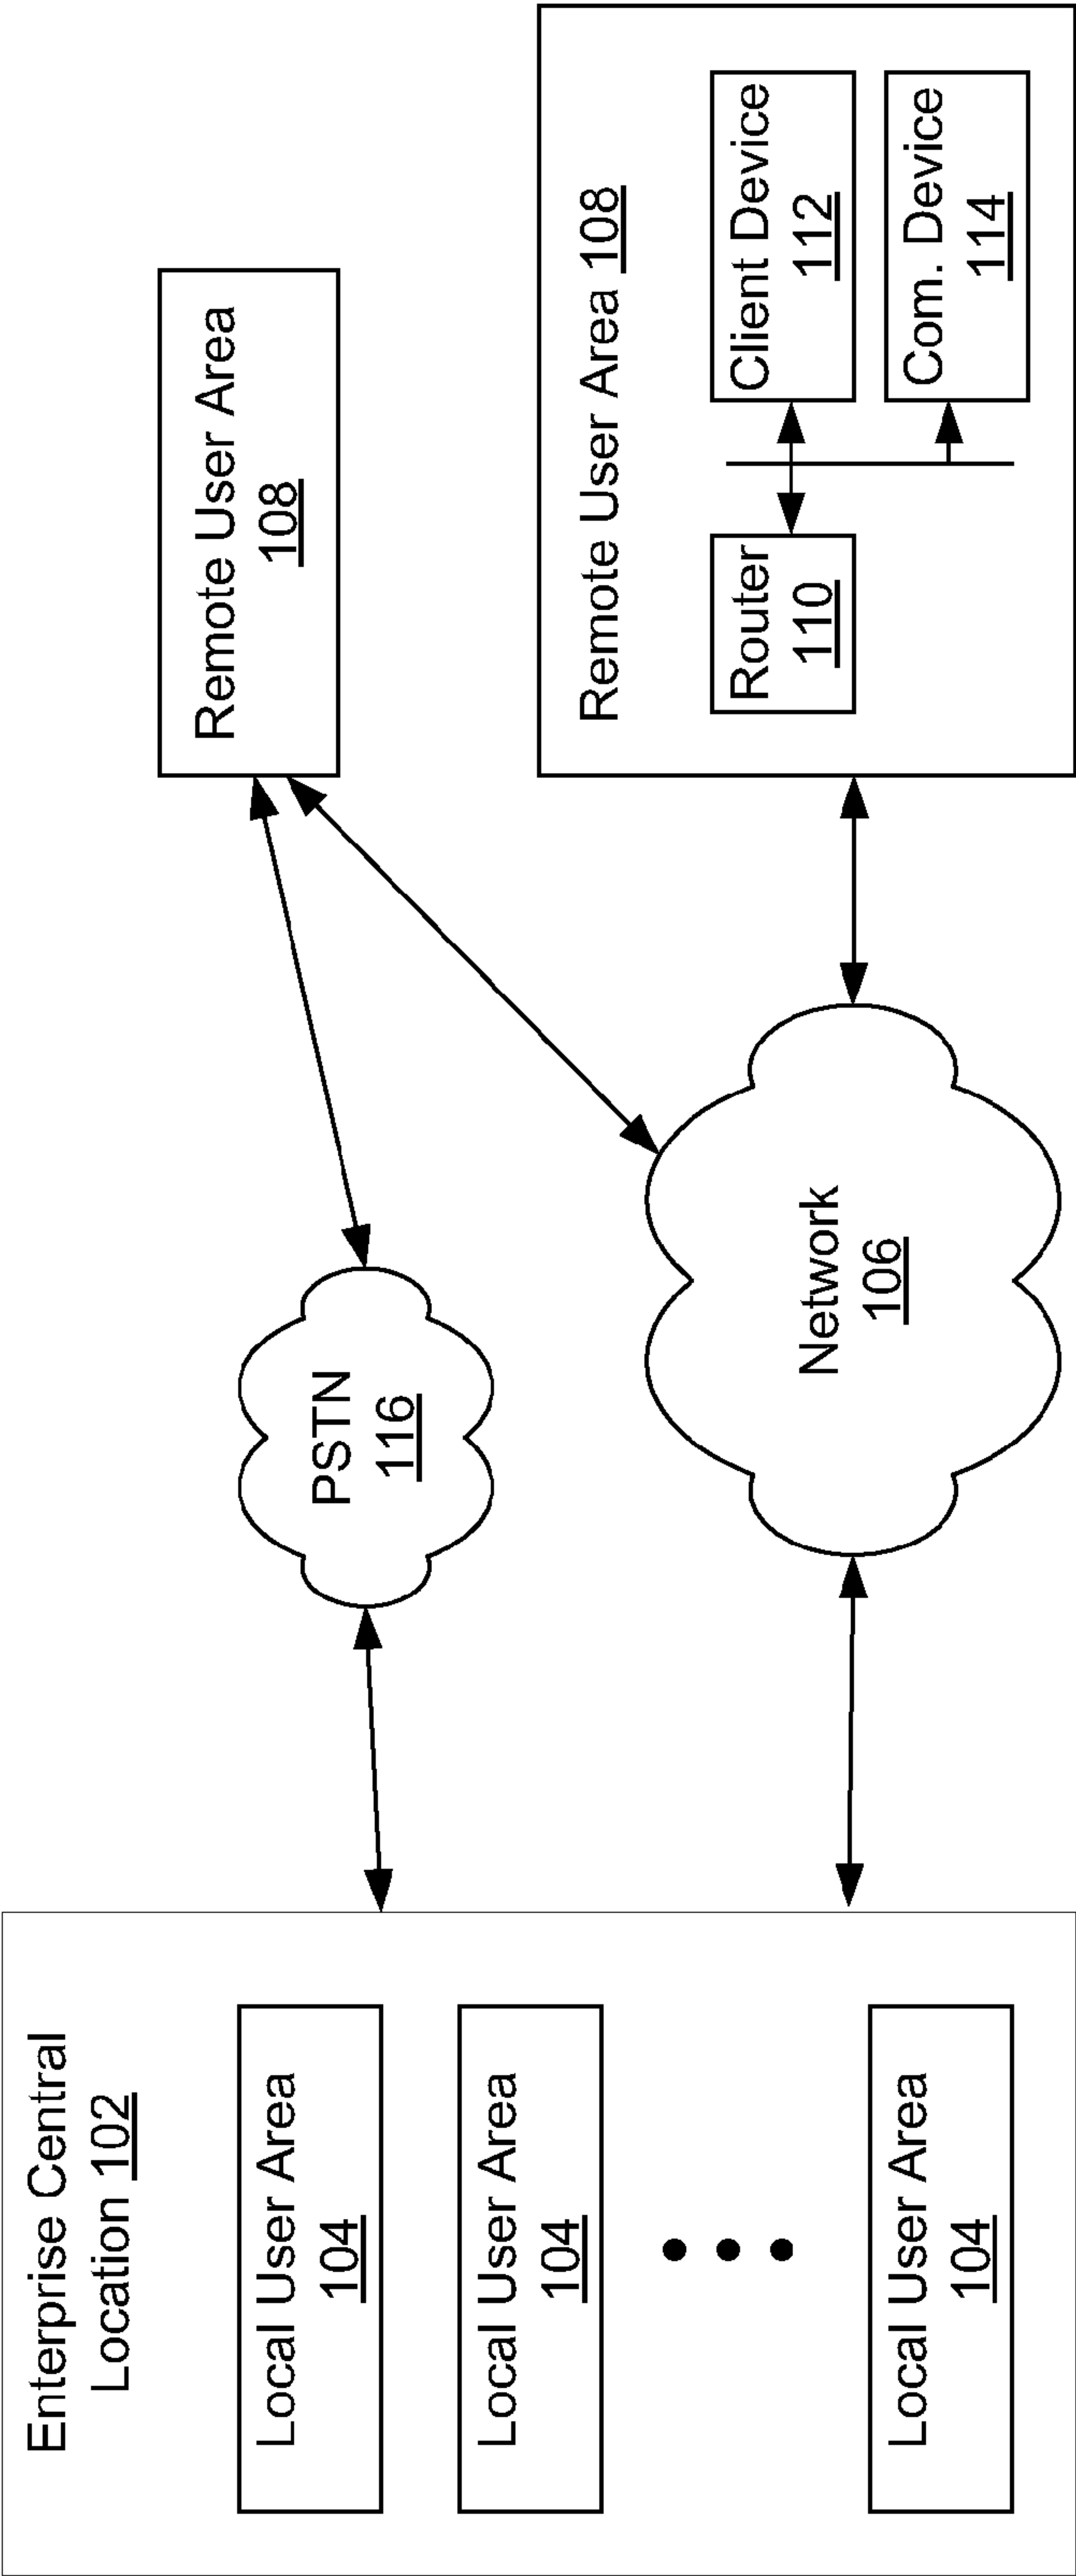 Enterprise Central
Location 102
Local User Area
104
Local User Area
104
Local User Area
104
PSTN
116
Network
106
Remote User Area
108
Remote User Area 108
Router
110
Client Device
112
Com. Device
114